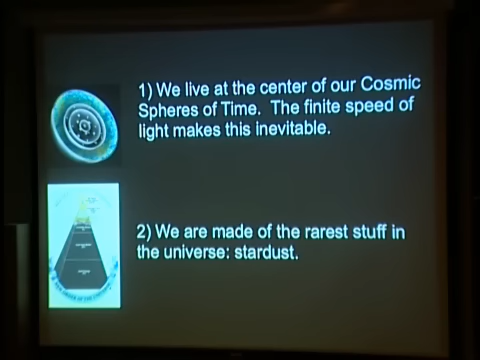 1) We live at the center of our Cosmic
Spheres of Time.  The finite speed of
light makes this inevitable.
2) We are made of the rarest stuff in
the universe: stardust.